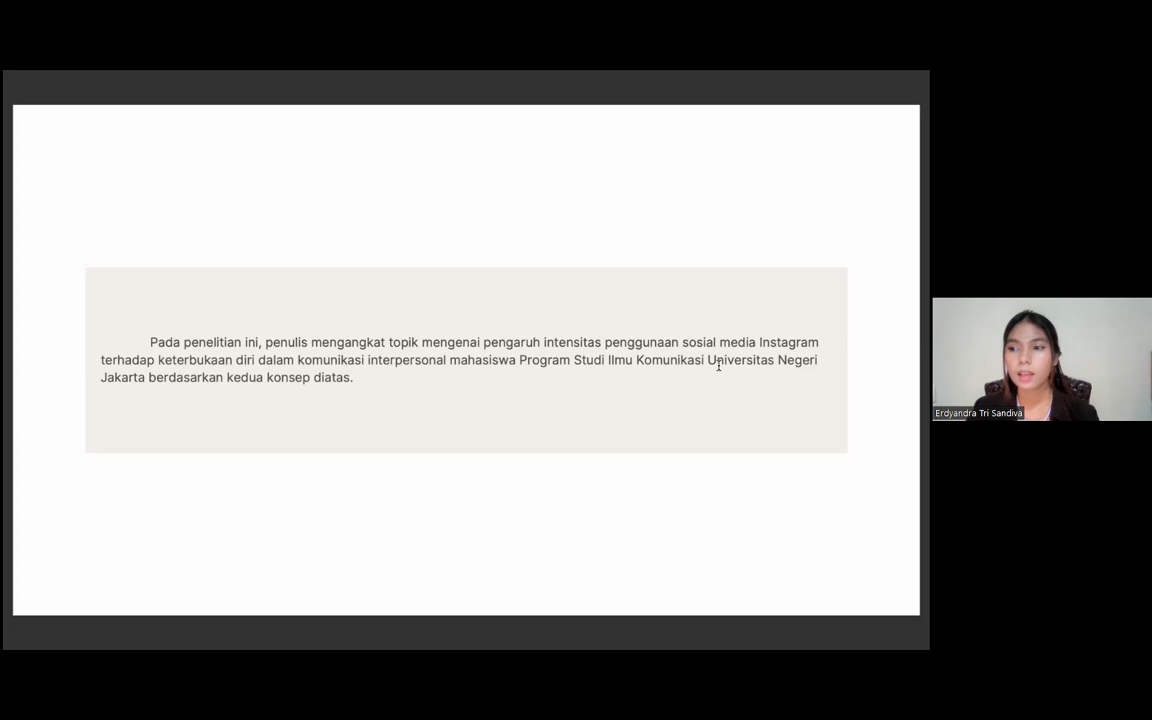 Pada penelitian ini, penulis mengangkat topik mengenai pengaruh intensitas penggunaan sosial media Instagram
terhadap keterbukaan diri dalam komunikasi interpersonal mahasiswa Program Studi Ilmu Komunikasi Universitas Negeri
Jakarta berdasarkan kedua konsep diatas.
Erdyandra Tri Sandiva